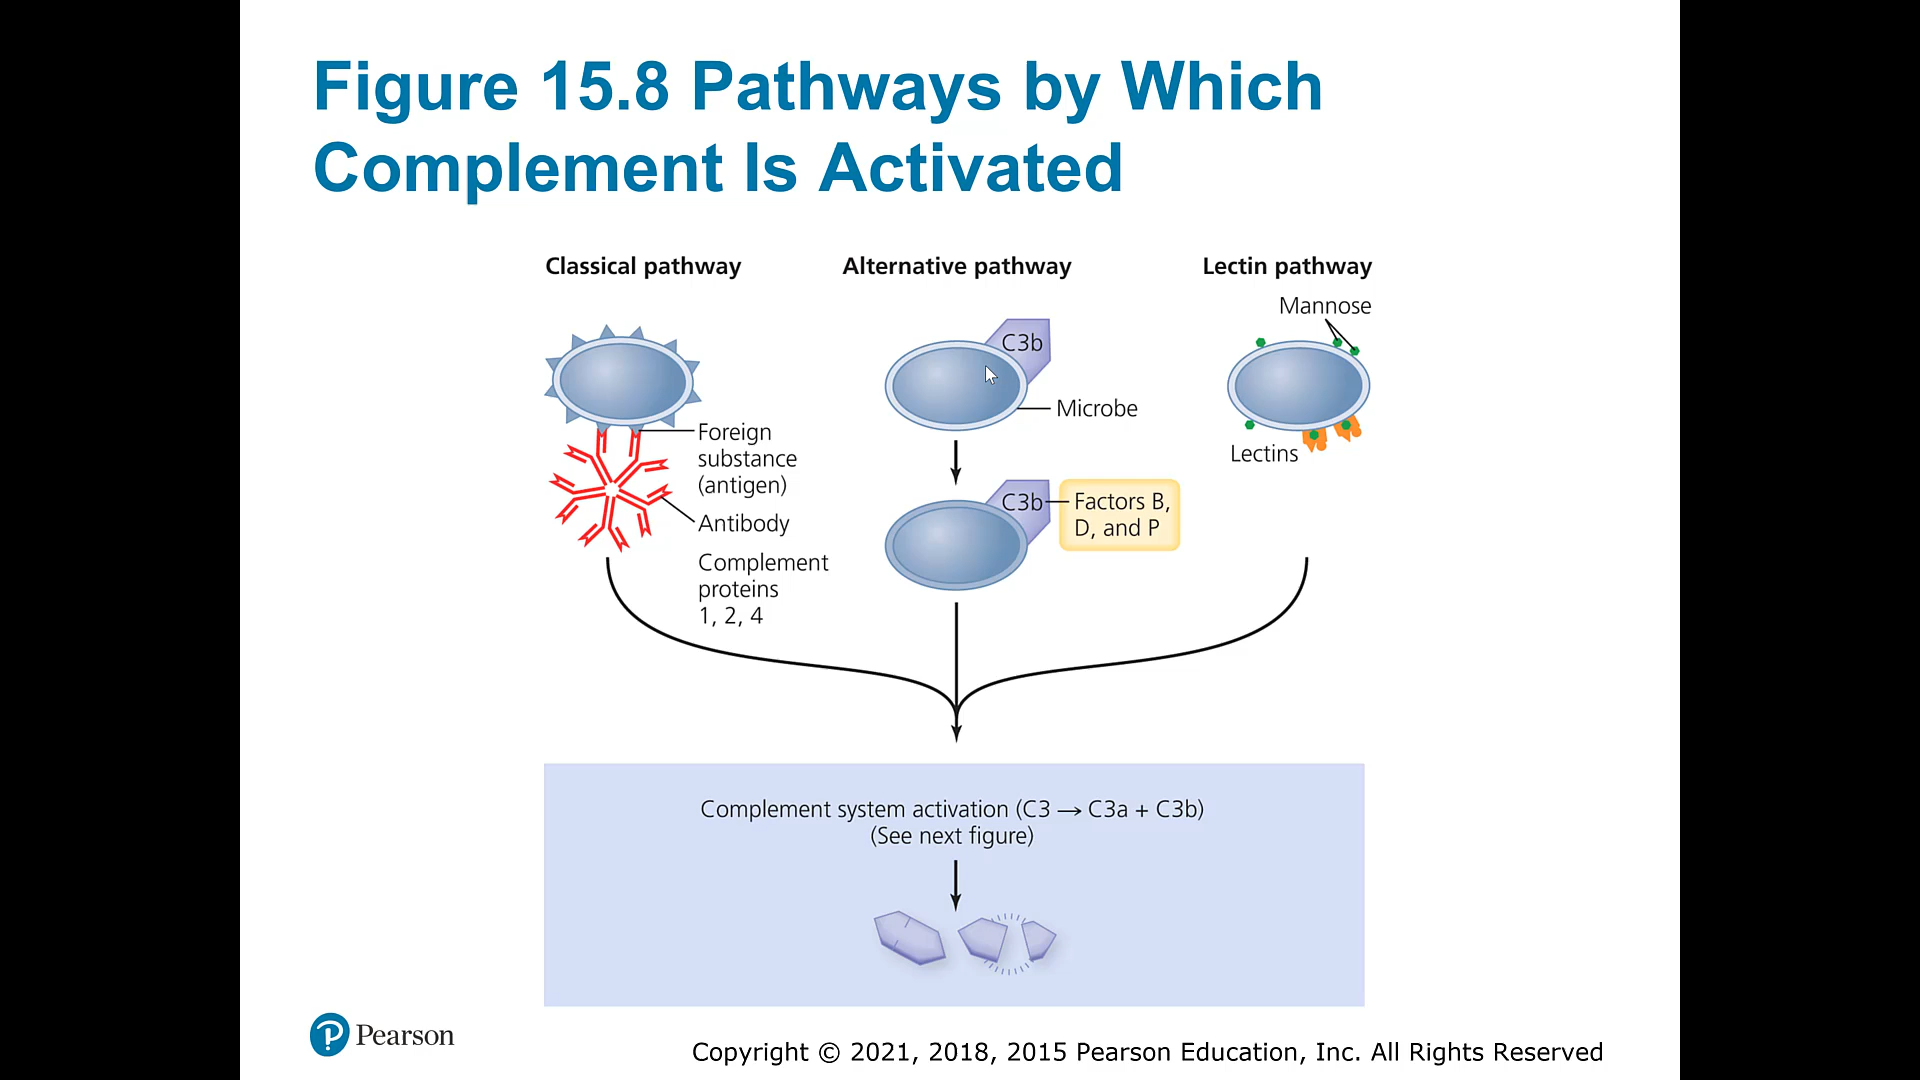 Figure 15.8 Pathways by Which
Complement Is Activated
Classical pathway
Alternative pathway
Lectin pathway
Mannose
C3b
Microbe
Foreign
substance
(antigen)
Antibody
Complement
proteins
1, 2, 4
C3b
Factors B,
D, and P
Lectins
Complement system activation (C3 → C3a + C3b)
(See next figure)
P Pearson
Copyright © 2021, 2018, 2015 Pearson Education, Inc. All Rights Reserved